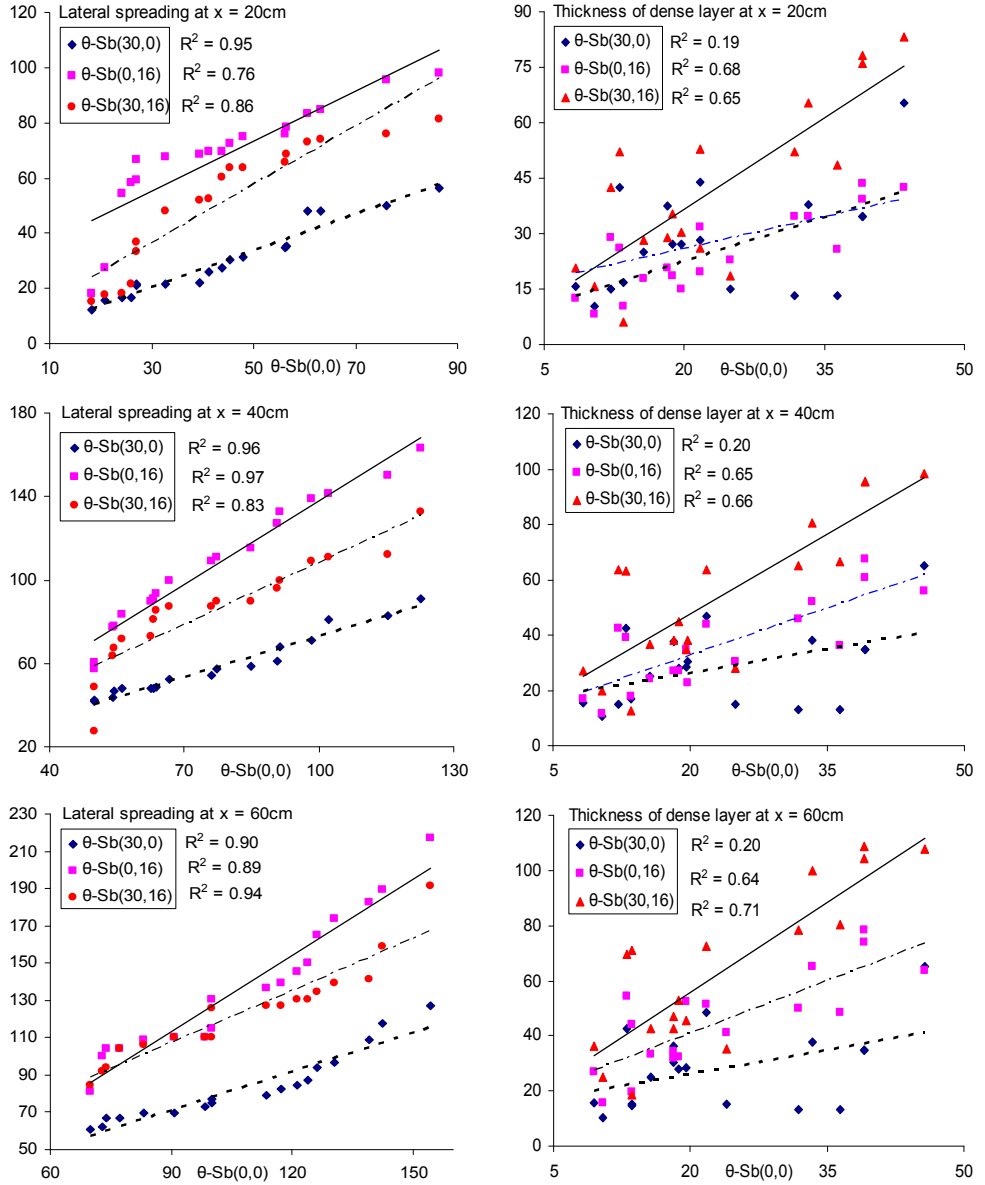 Lateral spreading at x = 20cm
θ-Sb(30,0) R² = 0.95
θ-Sb(0,16) R² = 0.76
θ-Sb(30,16) R² = 0.86
120
100
80
60
40
20
0
10 30 50 70 90
θ-Sb(0,0)
Thickness of dense layer at x = 20cm
θ-Sb(30,0) R² = 0.19
θ-Sb(0,16) R² = 0.68
θ-Sb(30,16) R² = 0.65
90
75
60
45
30
15
0
5 20 35 50
θ-Sb(0,0)
Lateral spreading at x = 40cm
θ-Sb(30,0) R² = 0.96
θ-Sb(0,16) R² = 0.97
θ-Sb(30,16) R² = 0.83
180
140
100
60
20
40 70 100 130
θ-Sb(0,0)
Thickness of dense layer at x = 40cm
θ-Sb(30,0) R² = 0.20
θ-Sb(0,16) R² = 0.65
θ-Sb(30,16) R² = 0.66
120
100
80
60
40
20
0
5 20 35 50
θ-Sb(0,0)
Lateral spreading at x = 60cm
θ-Sb(30,0) R² = 0.90
θ-Sb(0,16) R² = 0.89
θ-Sb(30,16) R² = 0.94
230
210
190
170
150
130
110
90
70
50
60 90 120 150
θ-Sb(0,0)
Thickness of dense layer at x = 60cm
θ-Sb(30,0) R² = 0.20
θ-Sb(0,16) R² = 0.64
θ-Sb(30,16) R² = 0.71
120
100
80
60
40
20
0
5 20 35 50
θ-Sb(0,0)